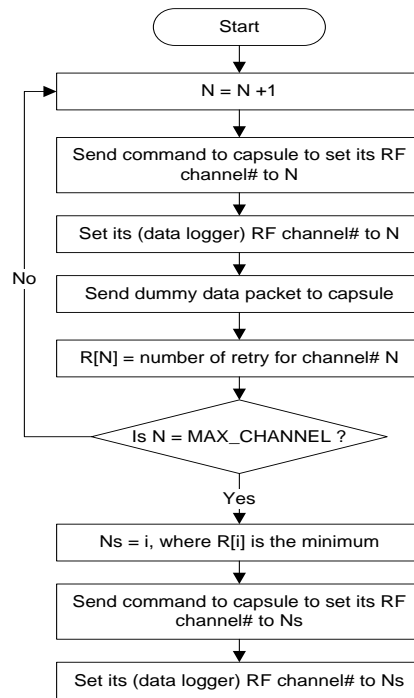 Start
N = N +1
Send command to capsule to set its RF
channel# to N
Set its (data logger) RF channel# to N
No
Send dummy data packet to capsule
R[N] = number of retry for channel# N
Is N = MAX_CHANNEL ?
Yes
Ns = i, where R[i] is the minimum
Send command to capsule to set its RF
channel# to Ns
Set its (data logger) RF channel# to Ns